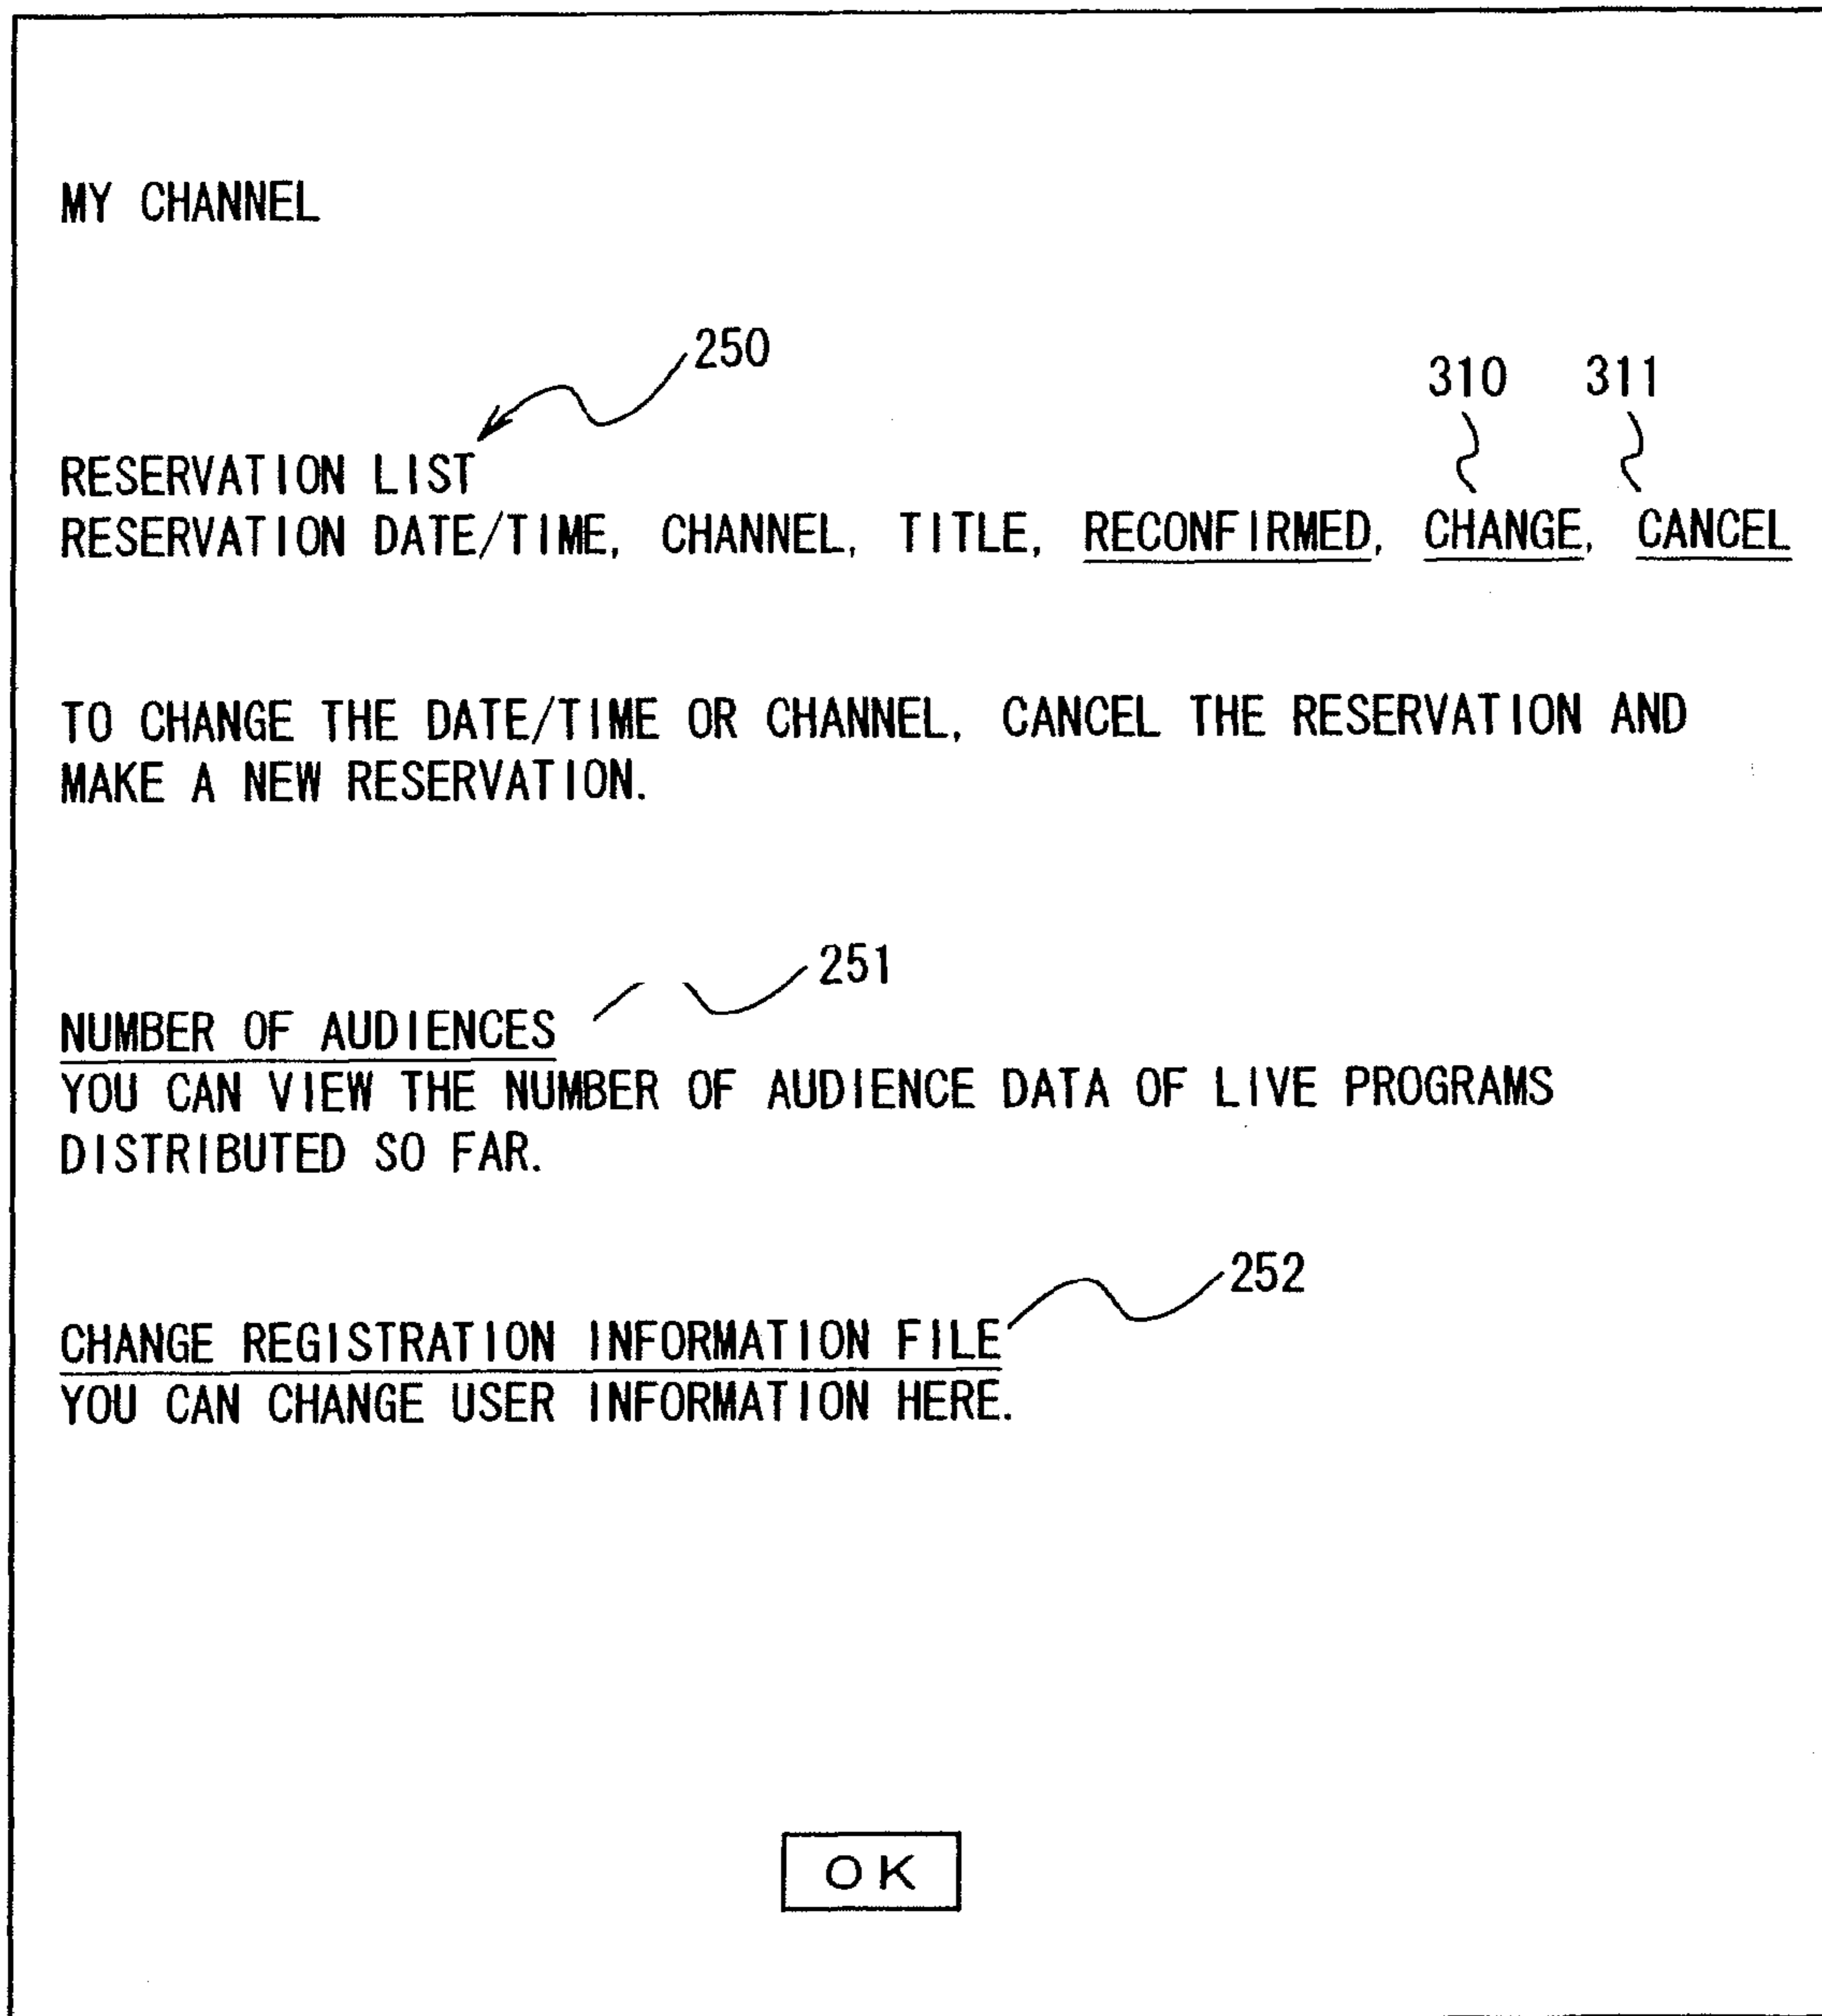 MY CHANNEL
250
310 311
RESERVATION LIST
RESERVATION DATE/TIME, CHANNEL, TITLE, RECONFIRMED, CHANGE, CANCEL
TO CHANGE THE DATE/TIME OR CHANNEL, CANCEL THE RESERVATION AND
MAKE A NEW RESERVATION.
251
NUMBER OF AUDIENCES
YOU CAN VIEW THE NUMBER OF AUDIENCE DATA OF LIVE PROGRAMS
DISTRIBUTED SO FAR.
252
CHANGE REGISTRATION INFORMATION FILE
YOU CAN CHANGE USER INFORMATION HERE.
OK